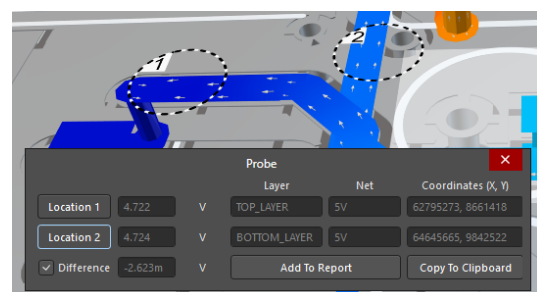 1
2
Probe
Layer Net Coordinates (X, Y)
Location 1 4.722 V TOP_LAYER 5V 62795273, 8661418
Location 2 4.724 V BOTTOM_LAYER 5V 64645665, 9842522
Difference -2.623m V Add To Report Copy To Clipboard